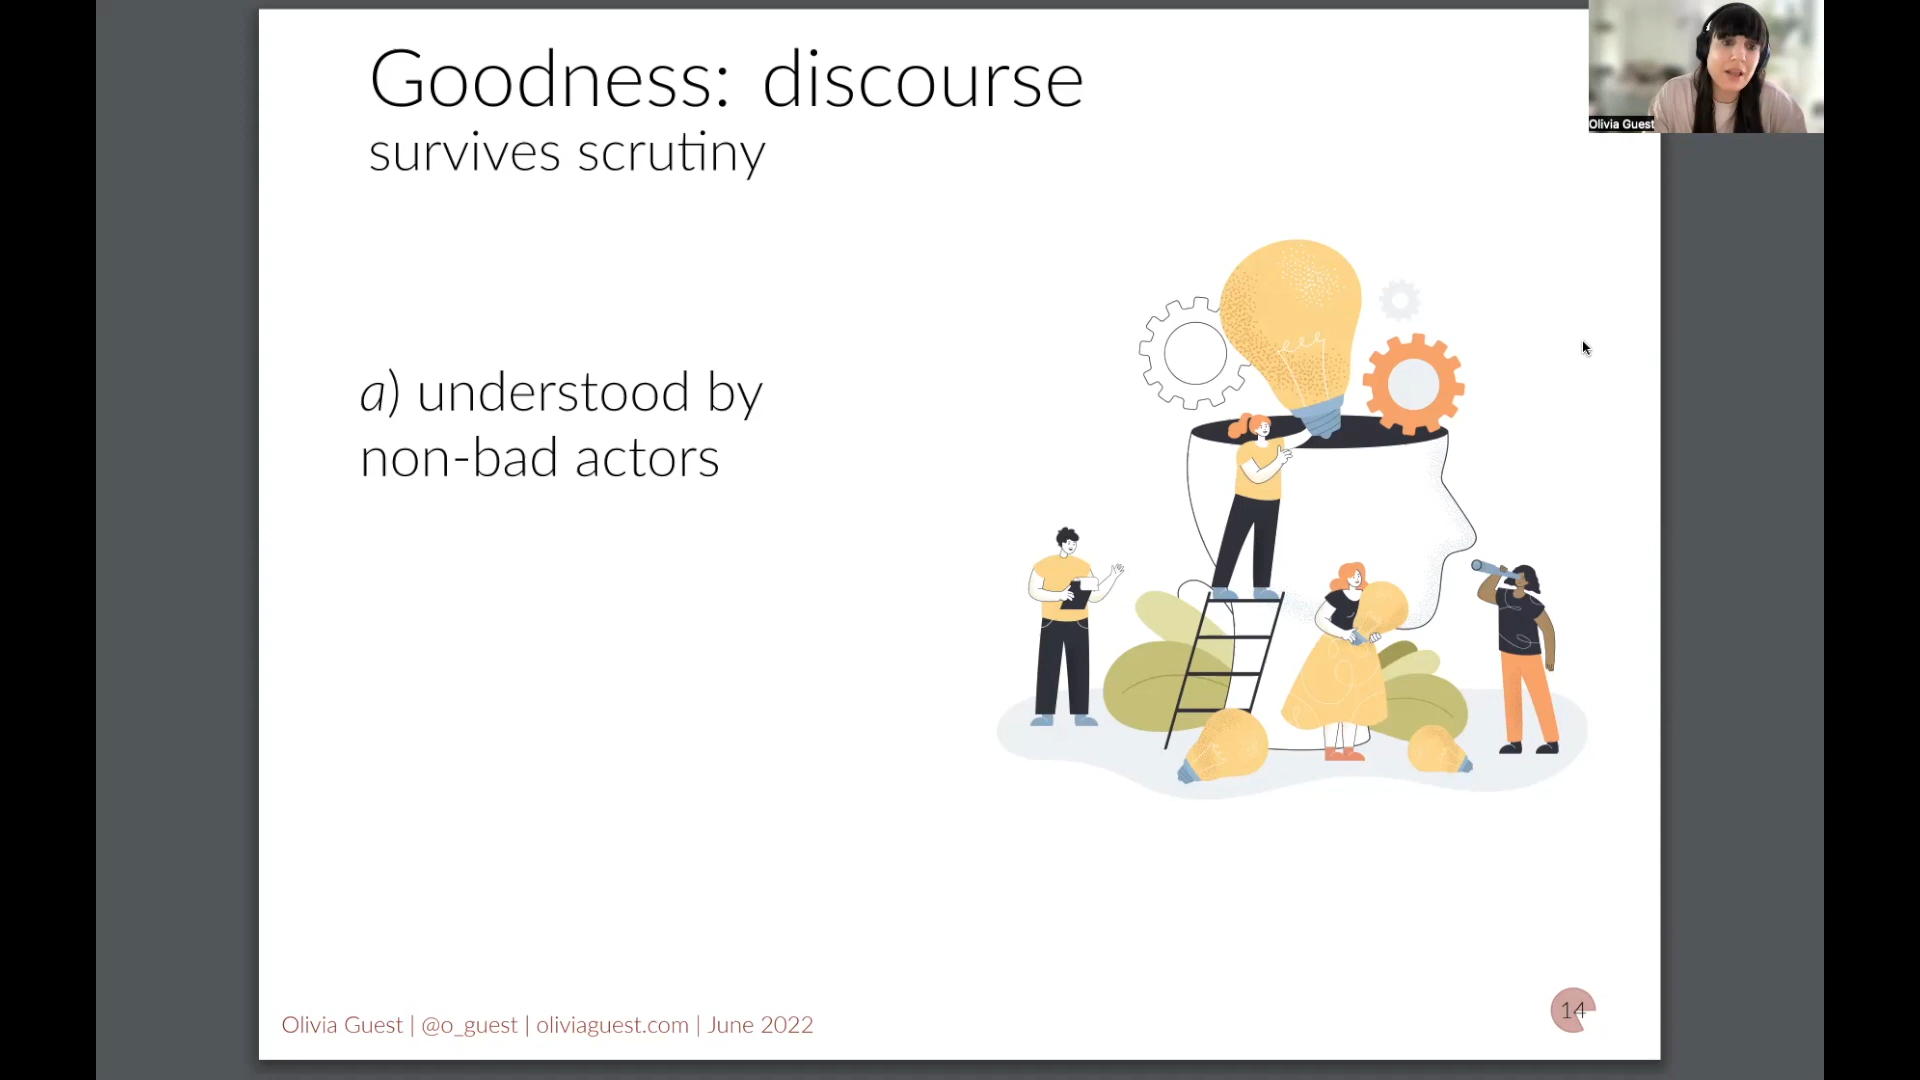 Goodness: discourse
survives scrutiny
Olivia Guest
a) understood by
non-bad actors
Olivia Guest | @o_guest | oliviaguest.com | June 2022
14